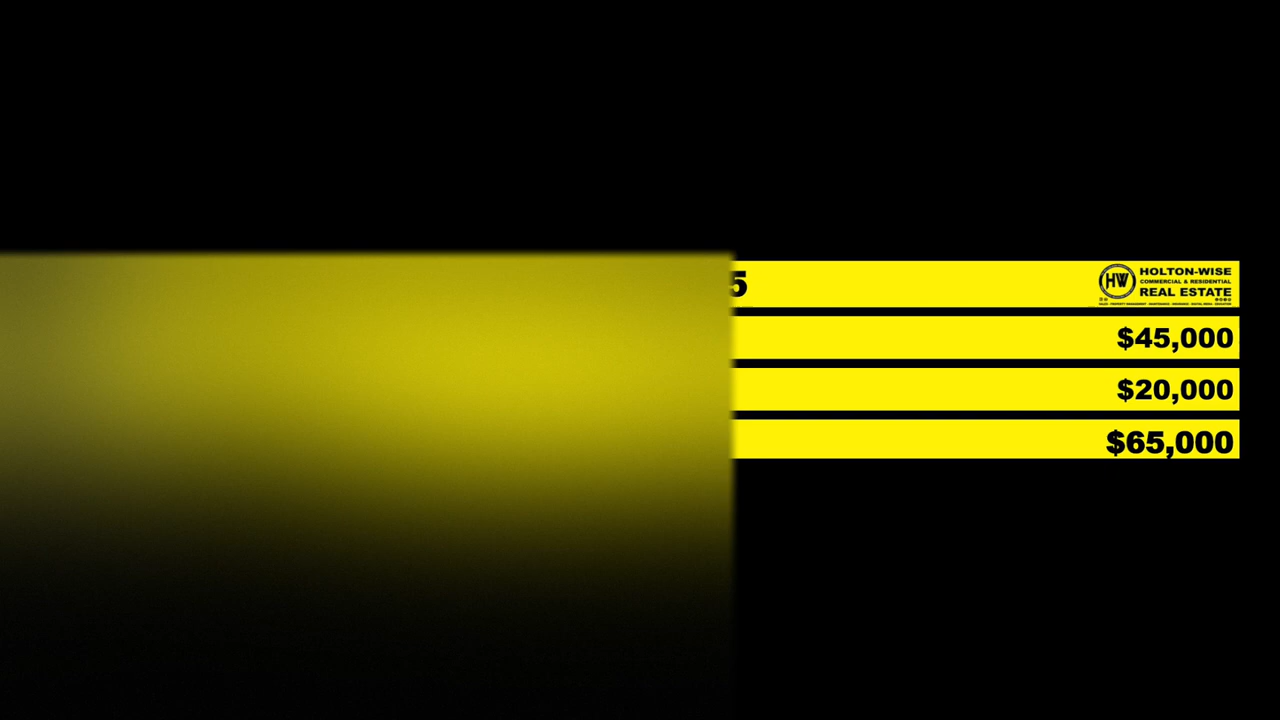 5
HOLTON-WISE
COMMERCIAL & RESIDENTIAL
REAL ESTATE
$45,000
$20,000
$65,000